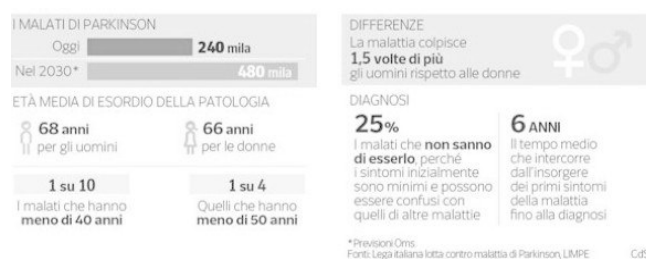 I MALATI DI PARKINSON
Oggi 240 mila
Nel 2030* 480 mila
ETÀ MEDIA DI ESORDIO DELLA PATOLOGIA
68 anni
per gli uomini
66 anni
per le donne
1 su 10
I malati che hanno
meno di 40 anni
1 su 4
Quelli che hanno
meno di 50 anni
DIFFERENZE
La malattia colpisce
1,5 volte di più
gli uomini rispetto alle donne
DIAGNOSI
25%
I malati che non sanno
di esserlo, perché
i sintomi inizialmente
sono minimi e possono
essere confusi con
quelli di altre malattie
6 ANNI
Il tempo medio
che intercorre
dall'insorgere
dei primi sintomi
della malattia
fino alla diagnosi
*Previsioni Oms
Fonti: Lega italiana lotta contro malattia di Parkinson, LIMPE
CdS